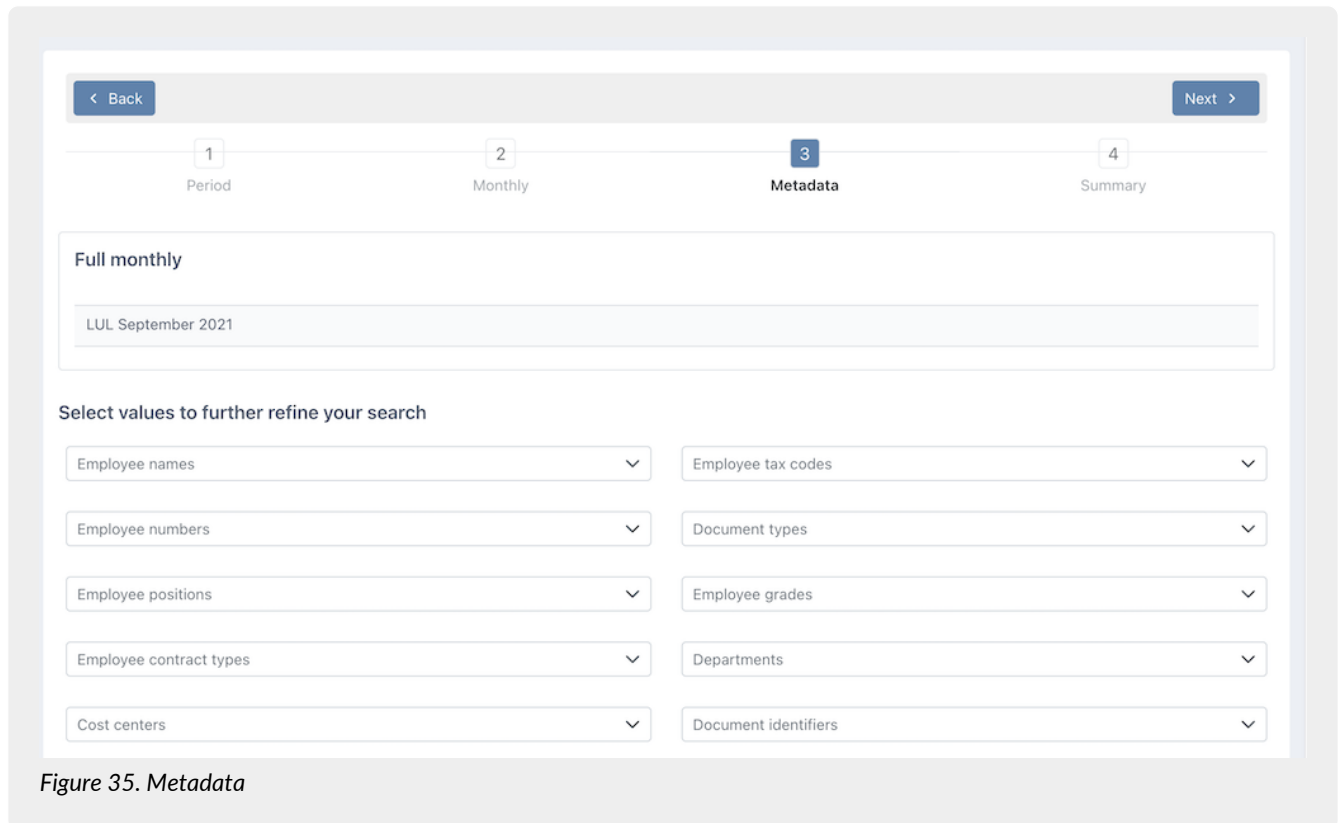 Back
Next
1
2
3
4
Period
Monthly
Metadata
Summary
Full monthly
LUL September 2021
Select values to further refine your search
Employee names
Employee tax codes
Employee numbers
Document types
Employee positions
Employee grades
Employee contract types
Departments
Cost centers
Document identifiers
Figure 35. Metadata